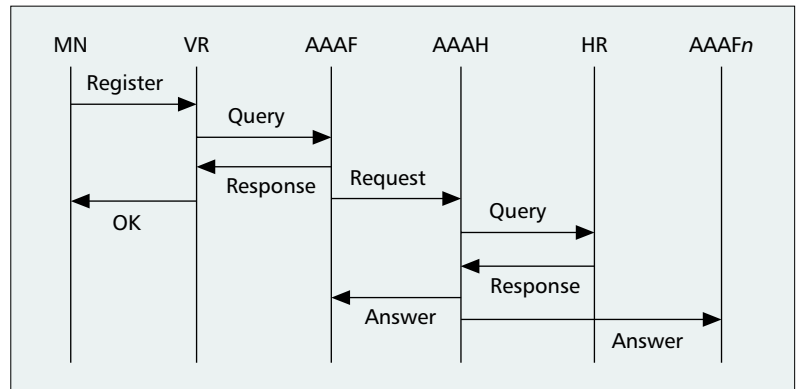 MN VR AAAF AAAH HR AAAFn
Register
Query
Response Request
OK
Query
Response
Answer
Answer